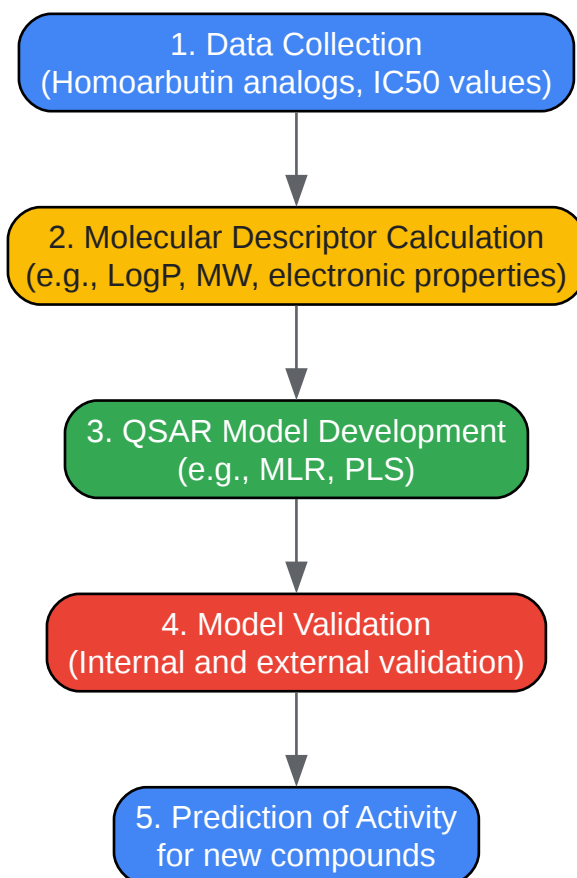 1. Data Collection
(Homoarbutin analogs, IC50 values)
2. Molecular Descriptor Calculation
(e.g., LogP, MW, electronic properties)
3. QSAR Model Development
(e.g., MLR, PLS)
4. Model Validation
(Internal and external validation)
5. Prediction of Activity
for new compounds